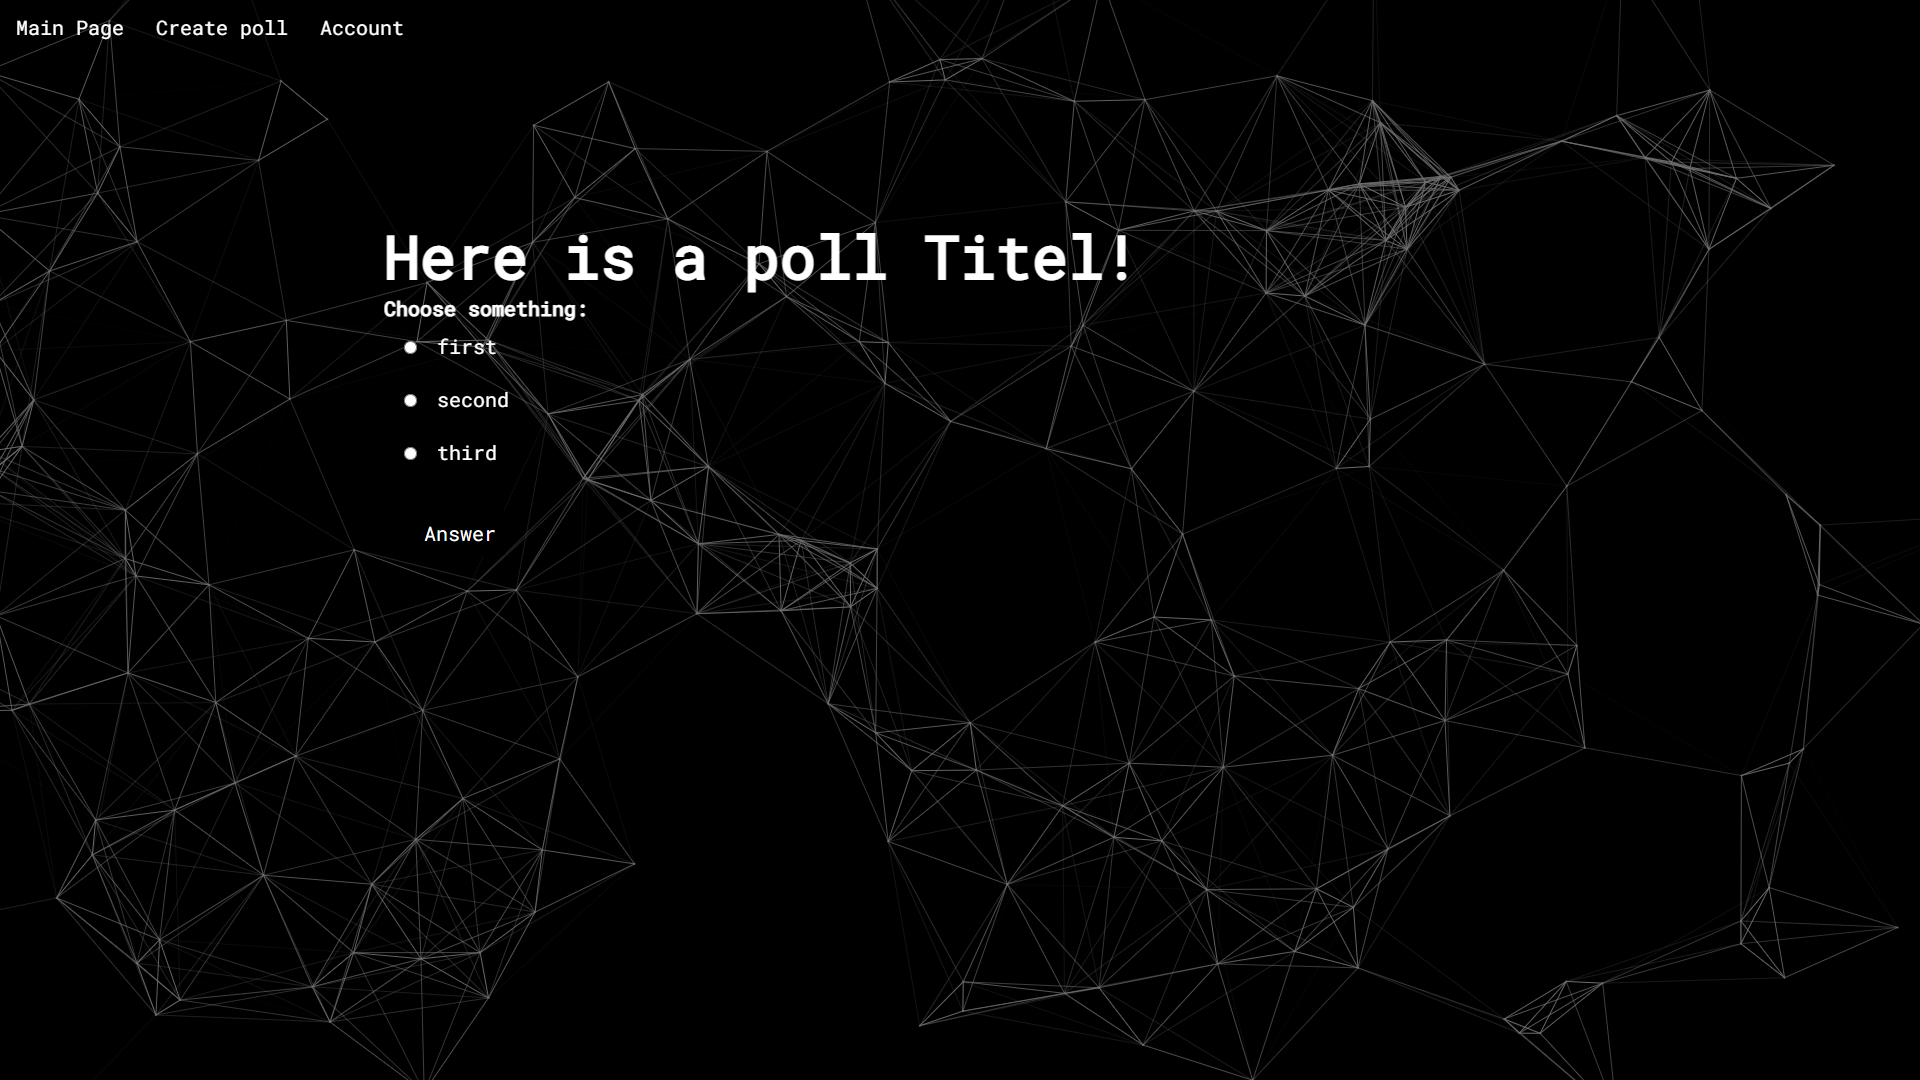 Main Page Create poll Account
Here is a poll Titel!
Choose something:
first
second
third
Answer